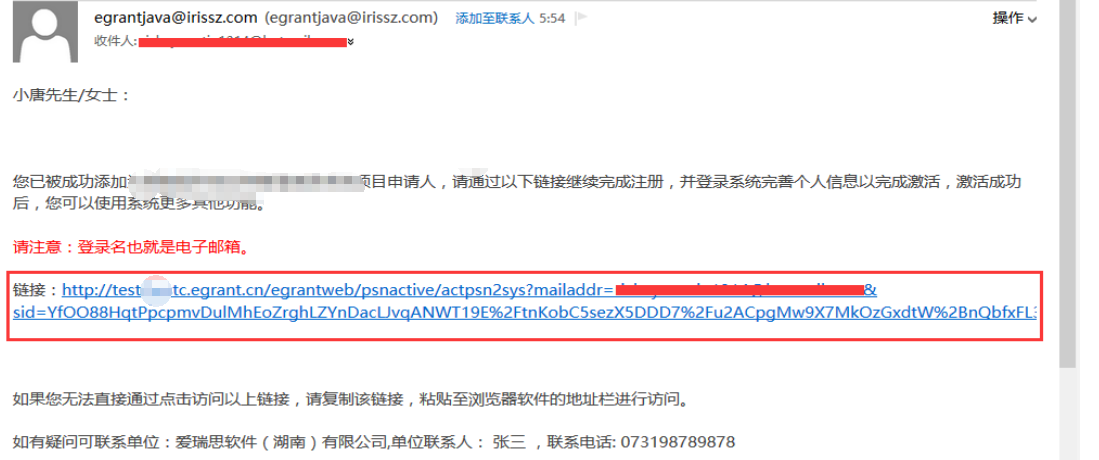 egrantjava@irissz.com (egrantjava@irissz.com) 添加至联系人 5:54 操作
收件人:
小唐先生/女士：
您已被成功添加 项目申请人，请通过以下链接继续完成注册，并登录系统完善个人信息以完成激活，激活成功
后，您可以使用系统更多其他功能。
请注意：登录名也就是电子邮箱。
链接：http://test tc.egrant.cn/egrantweb/psnactive/actpsn2sys?mailaddr= &
sid=YfOO88HqtPpcpmvDulMhEoZrghLZYnDacLJvqANWT19E%2FtnKobC5sezX5DDD7%2Fu2ACpgMw9X7MkOzGxdtW%2BnQbfxFL
如果您无法直接通过点击访问以上链接，请复制该链接，粘贴至浏览器软件的地址栏进行访问。
如有疑问可联系单位：爱瑞思软件（湖南）有限公司,单位联系人： 张三 ，联系电话: 073198789878